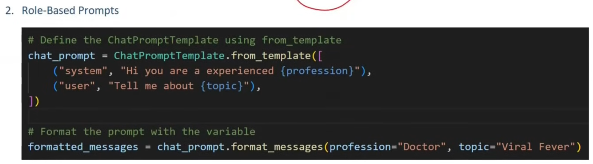 2. Role-Based Prompts
# Define the ChatPromptTemplate using from_template
chat_prompt = ChatPromptTemplate.from_template([
    ("system", "Hi you are a experienced {profession}"),
    ("user", "Tell me about {topic}"),
])
# Format the prompt with the variable
formatted_messages = chat_prompt.format_messages(profession="Doctor", topic="Viral Fever")